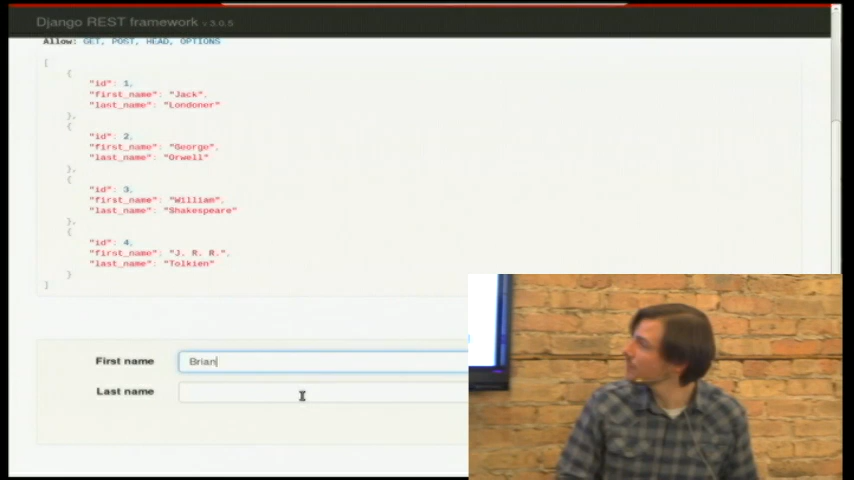 Django REST framework v 3.0.5
Allow: GET, POST, HEAD, OPTIONS
[
{
"id": 1,
"first_name": "Jack",
"last_name": "Londoner"
},
{
"id": 2,
"first_name": "George",
"last_name": "Orwell"
},
{
"id": 3,
"first_name": "William",
"last_name": "Shakespeare"
},
{
"id": 4,
"first_name": "J. R. R.",
"last_name": "Tolkien"
}
]
First name
Brian
Last name